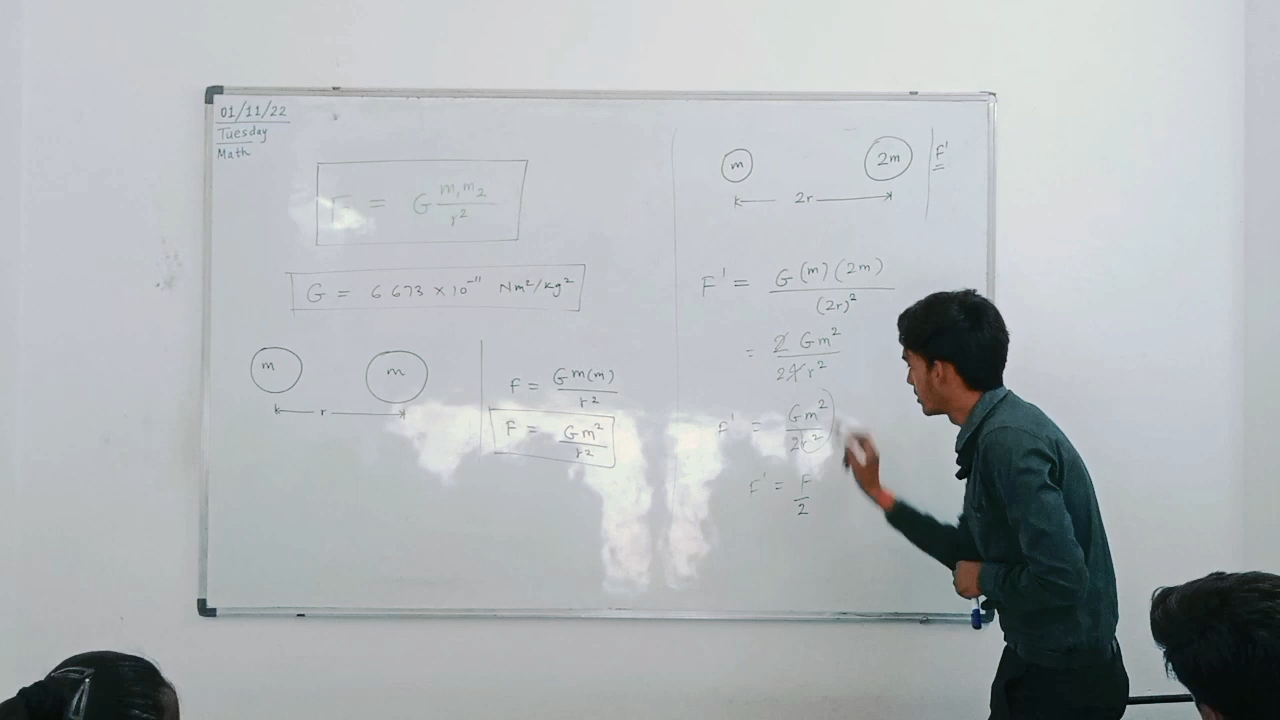 01/11/22
Tuesday
Math
F = G m₁m₂/r²
G = 6 673 × 10⁻¹¹ Nm²/kg²
m m
r
F = Gm(m)/r²
F = Gm²/r²
m 2m F'
2r
F' = G(m)(2m)/(2r)²
= 2Gm²/24r²
F' = Gm²/2r²
F' = F/2